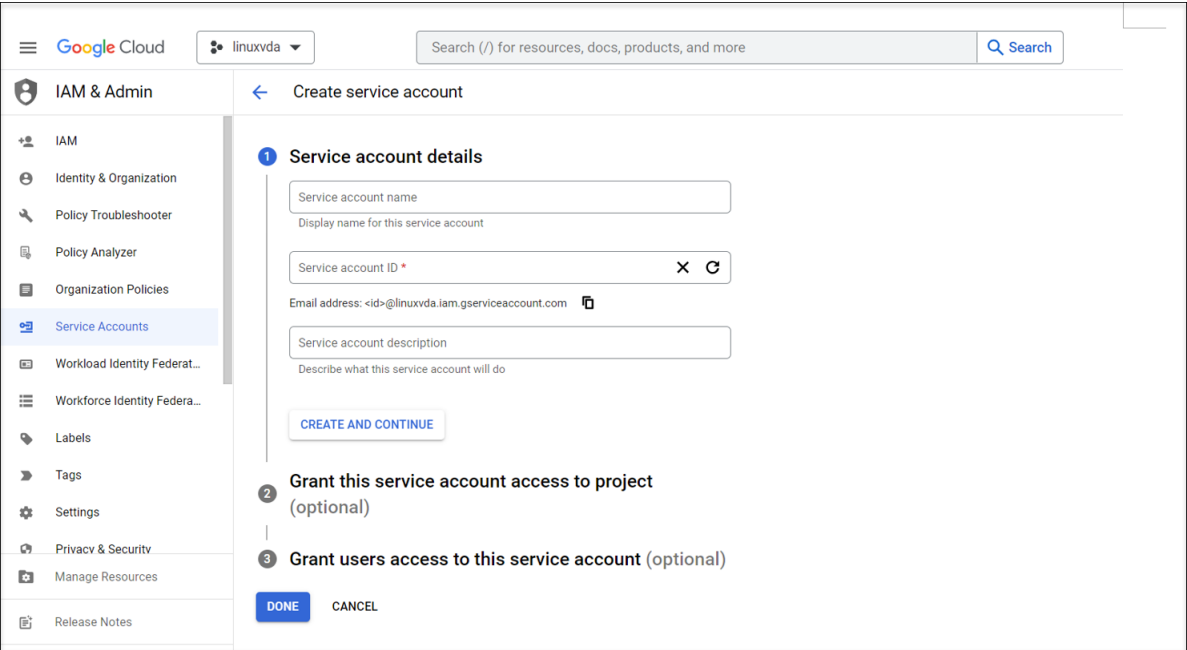 Google Cloud
linuxvda
Search (/) for resources, docs, products, and more
Search
IAM & Admin
Create service account
IAM
Identity & Organization
Policy Troubleshooter
Policy Analyzer
Organization Policies
Service Accounts
Workload Identity Federat...
Workforce Identity Federa...
Labels
Tags
Settings
Privacy & Security
Manage Resources
Release Notes
1 Service account details
Service account name
Display name for this service account
Service account ID *
Email address: <id>@linuxvda.iam.gserviceaccount.com
Service account description
Describe what this service account will do
CREATE AND CONTINUE
2 Grant this service account access to project
(optional)
3 Grant users access to this service account (optional)
DONE CANCEL